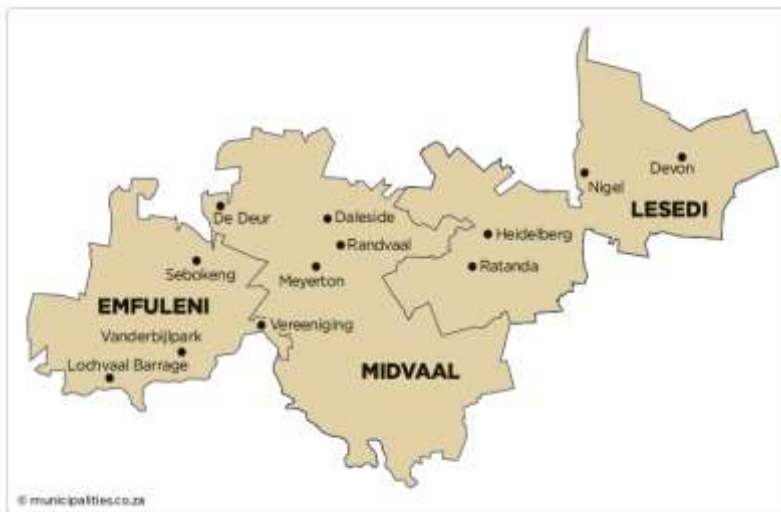 Devon
Nigel
LESEDI
De Deur
Daleside
Heidelberg
Randvaal
Sebokeng
Meyerton
Ratanda
EMFULENI
Vereeniging
Vanderbijlpark
Lochvaal Barrage
MIDVAAL
© municipalities.co.za